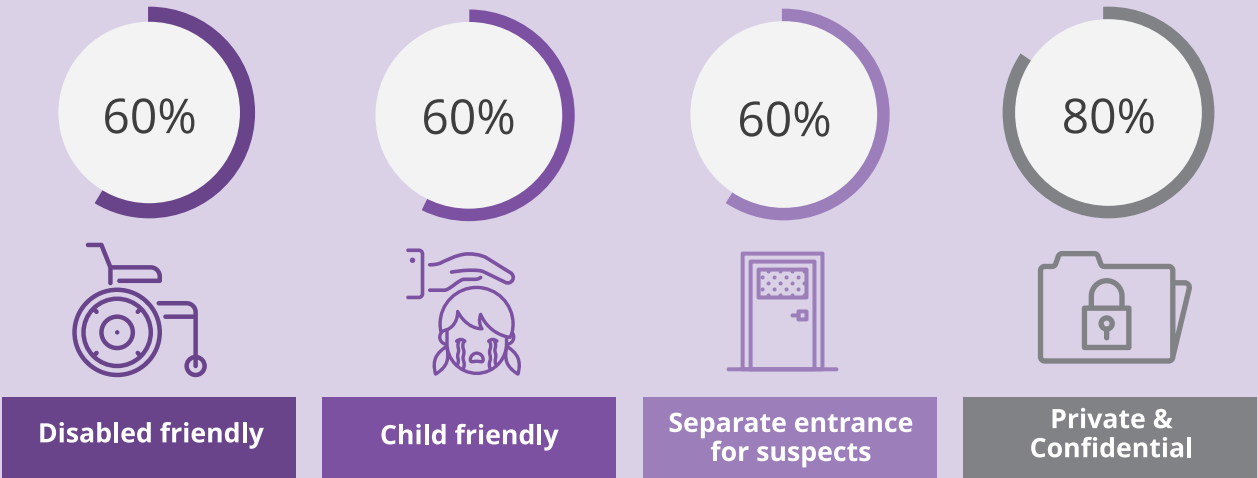 60%
60%
60%
80%
Disabled friendly
Child friendly
Separate entrance
for suspects
Private &
Confidential